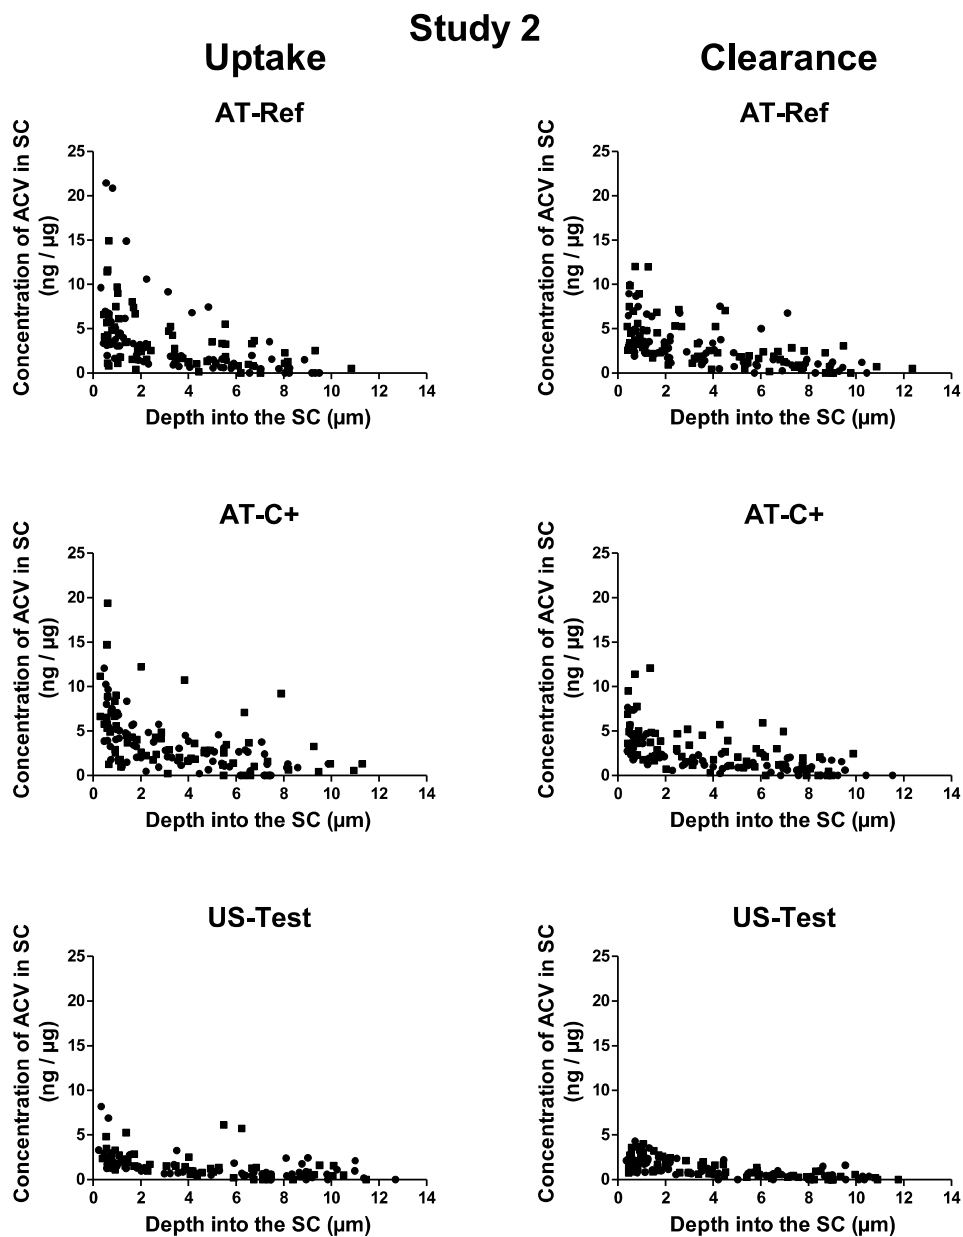 Study 2
Uptake
Clearance
AT-Ref
Concentration of ACV in SC
(ng / µg)
25
20
15
10
5
0
0 2 4 6 8 10 12 14
Depth into the SC (µm)
AT-Ref
Concentration of ACV in SC
(ng / µg)
25
20
15
10
5
0
0 2 4 6 8 10 12 14
Depth into the SC (µm)
AT-C+
Concentration of ACV in SC
(ng / µg)
25
20
15
10
5
0
0 2 4 6 8 10 12 14
Depth into the SC (µm)
AT-C+
Concentration of ACV in SC
(ng / µg)
25
20
15
10
5
0
0 2 4 6 8 10 12 14
Depth into the SC (µm)
US-Test
Concentration of ACV in SC
(ng / µg)
25
20
15
10
5
0
0 2 4 6 8 10 12 14
Depth into the SC (µm)
US-Test
Concentration of ACV in SC
(ng / µg)
25
20
15
10
5
0
0 2 4 6 8 10 12 14
Depth into the SC (µm)